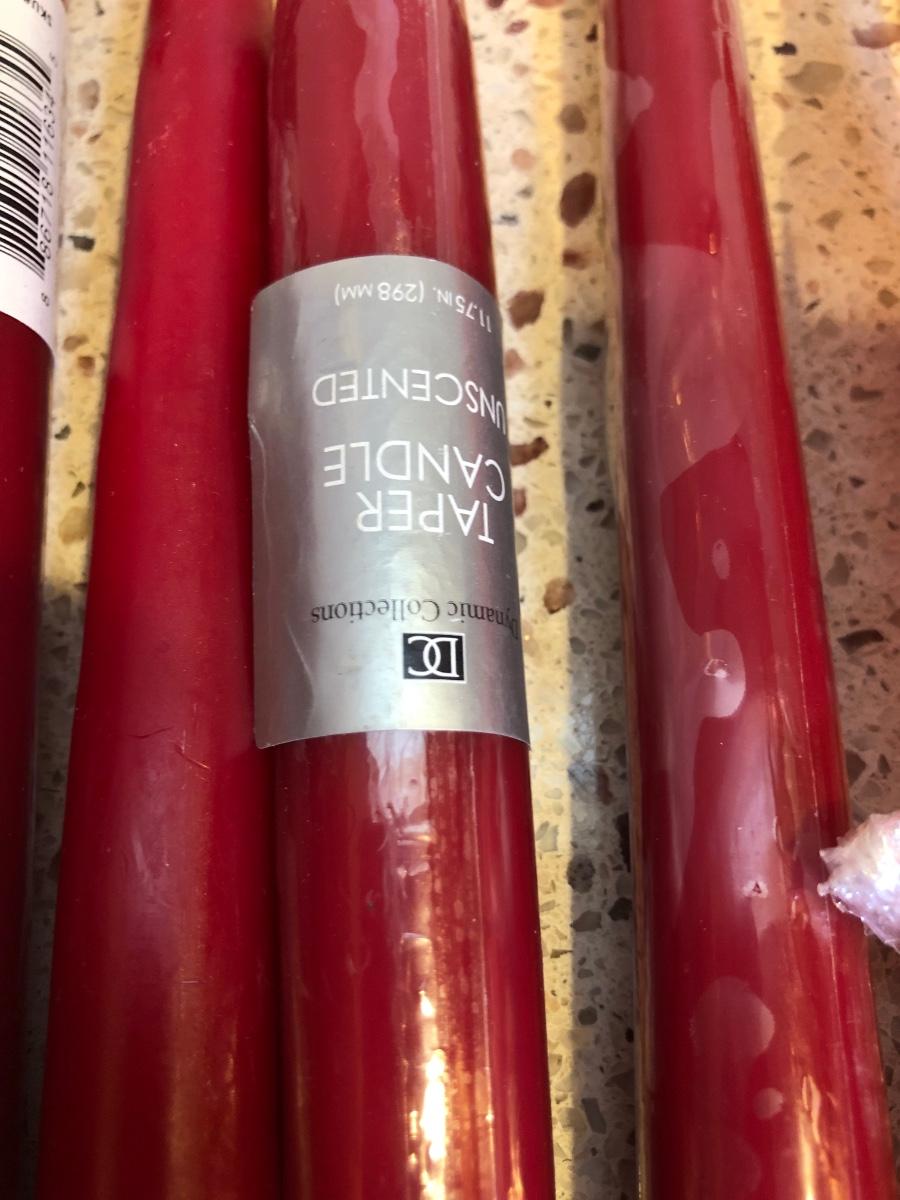 DC
Dynamic Collections
TAPER
CANDLE
UNSCENTED
11.75 IN. (298 MM)